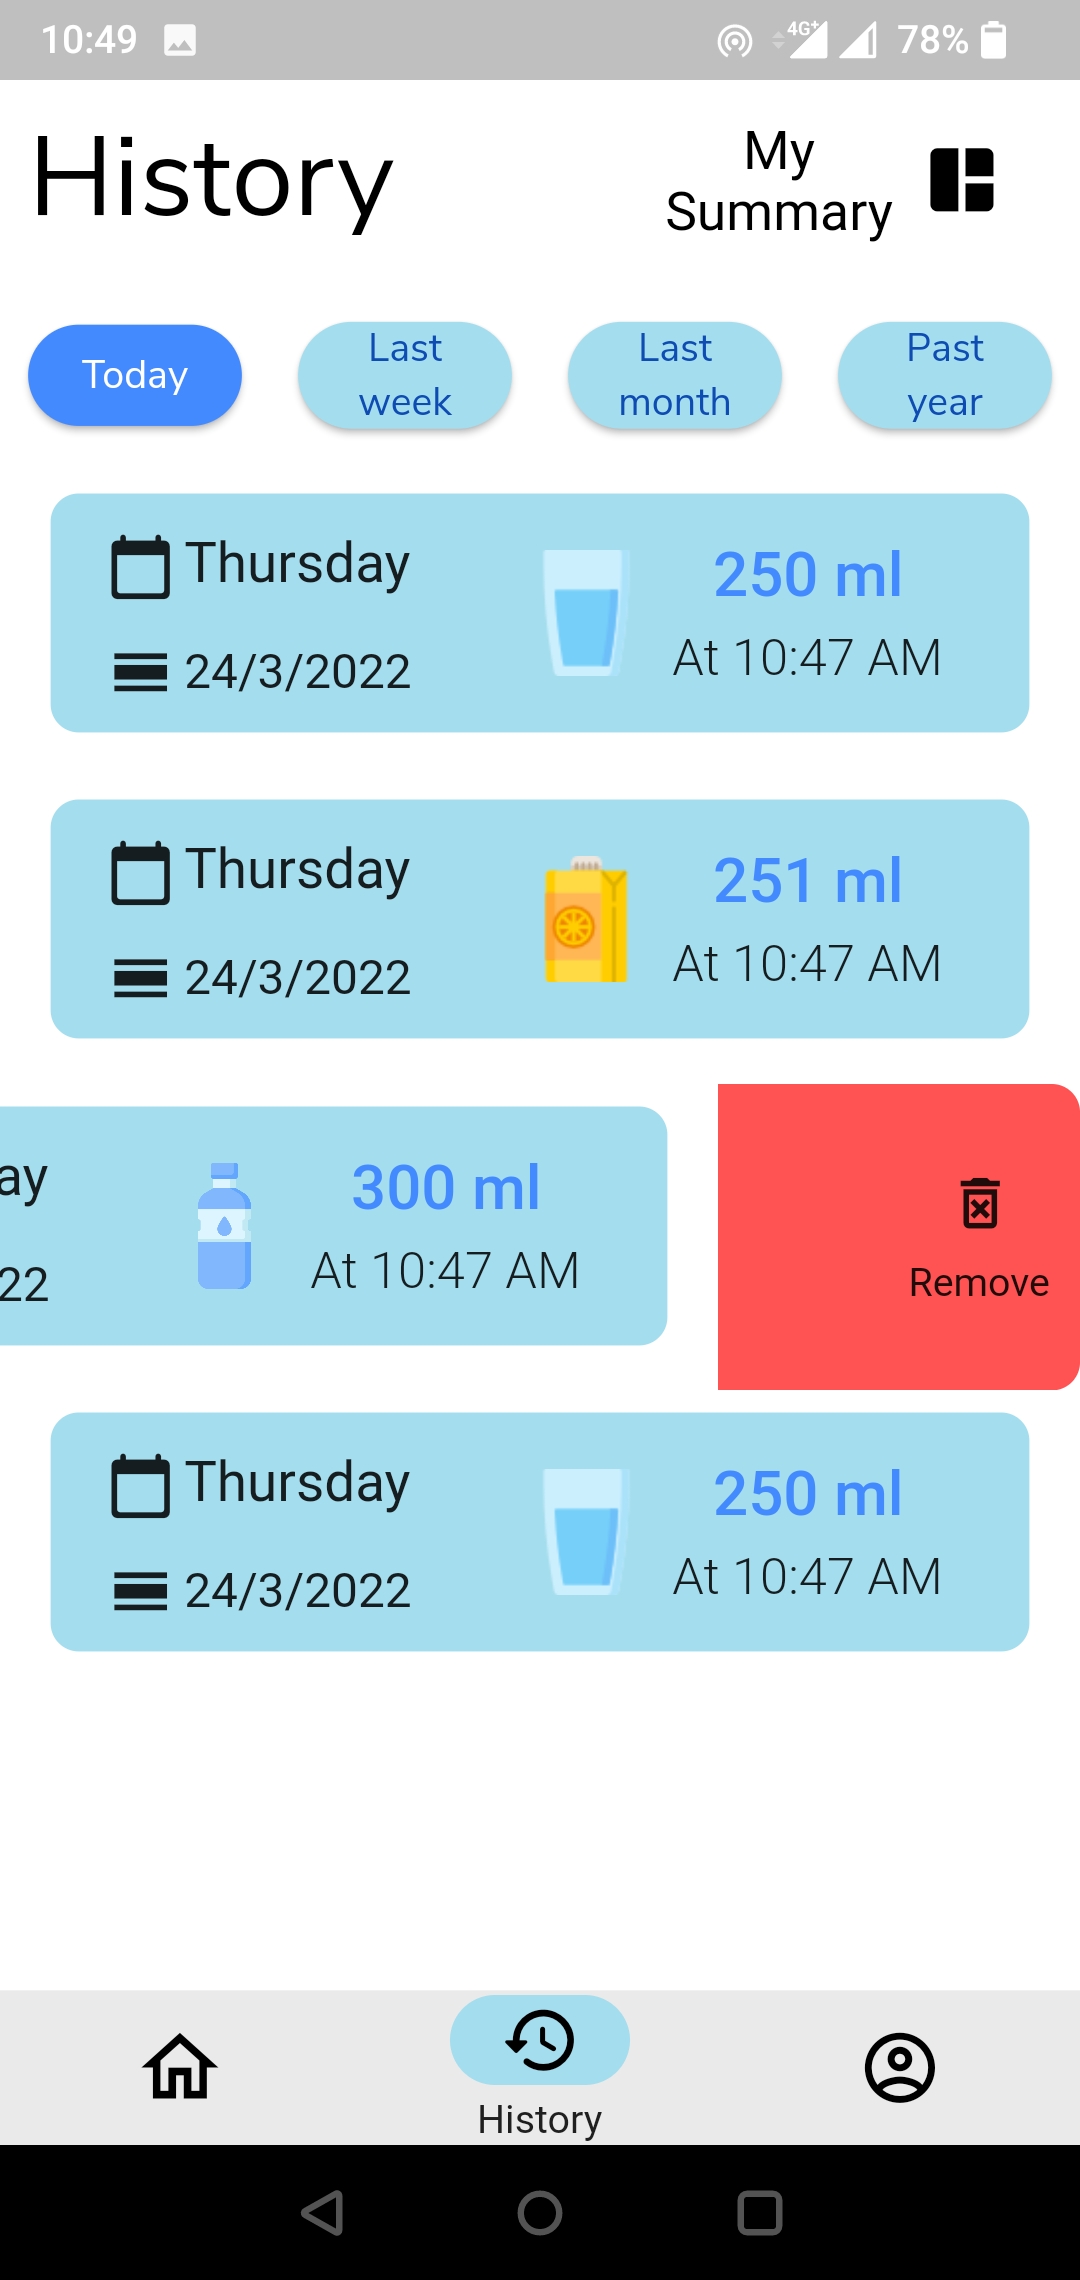 10:49
4G+
78%
History
My
Summary
Today
Last
week
Last
month
Past
year
Thursday
250 ml
24/3/2022
At 10:47 AM
Thursday
251 ml
24/3/2022
At 10:47 AM
ay
300 ml
22
At 10:47 AM
Remove
Thursday
250 ml
24/3/2022
At 10:47 AM
History